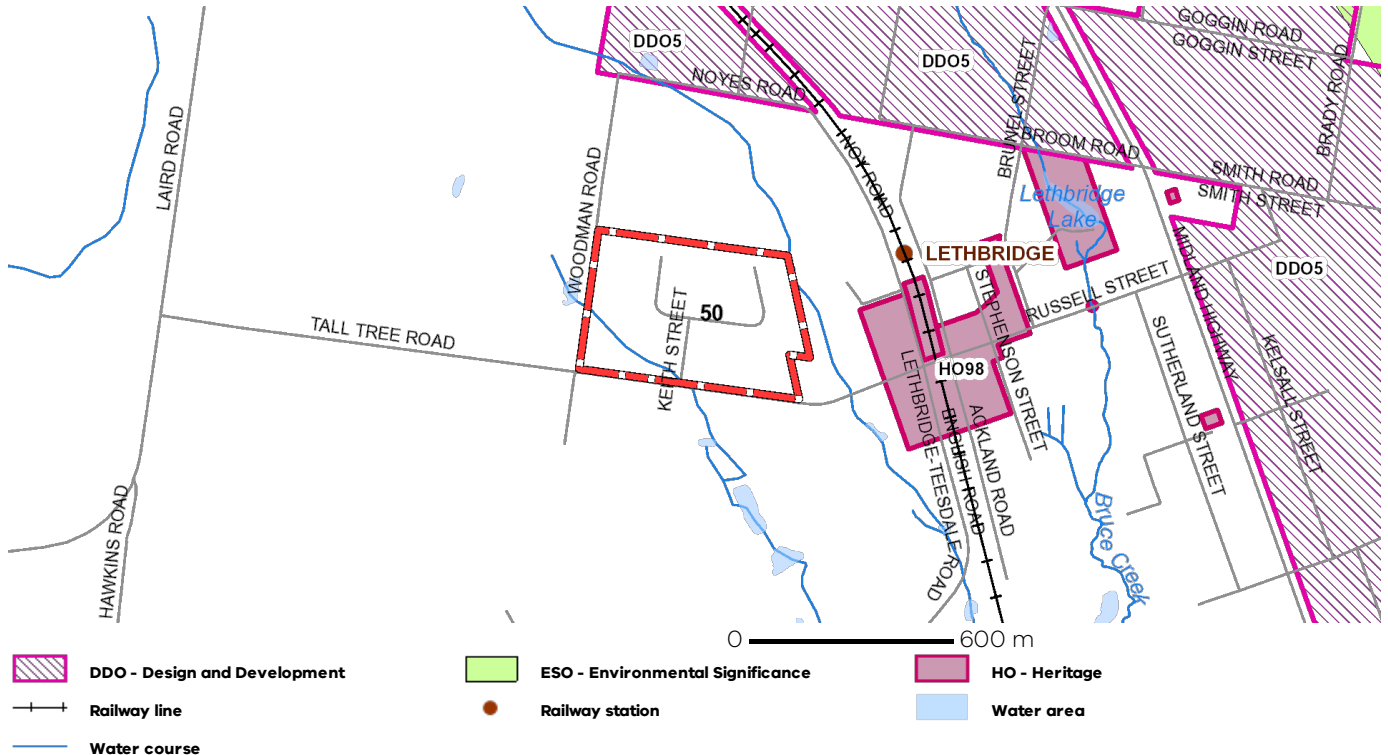 GOGGIN ROAD
GOGGIN STREET
DDO5
DDO5
NOYES ROAD
BRUNEL STREET
BRADY ROAD
BROOM ROAD
LAIRD ROAD
WOODMAN ROAD
NOY ROAD
SMITH ROAD
SMITH STREET
Lethbridge
Lake
LETHBRIDGE
MIDLAND HIGHWAY
DDO5
RUSSELL STREET
STEPHENSON STREET
50
KEITH STREET
TALL TREE ROAD
HO98
SUTHERLAND STREET
KELSALL STREET
LETHBRIDGE-TEESDALE ROAD
ENGLISH ROAD
ACKLAND ROAD
Bruce Creek
HAWKINS ROAD
0 600 m
DDO - Design and Development
ESO - Environmental Significance
HO - Heritage
Railway line
Railway station
Water area
Water course